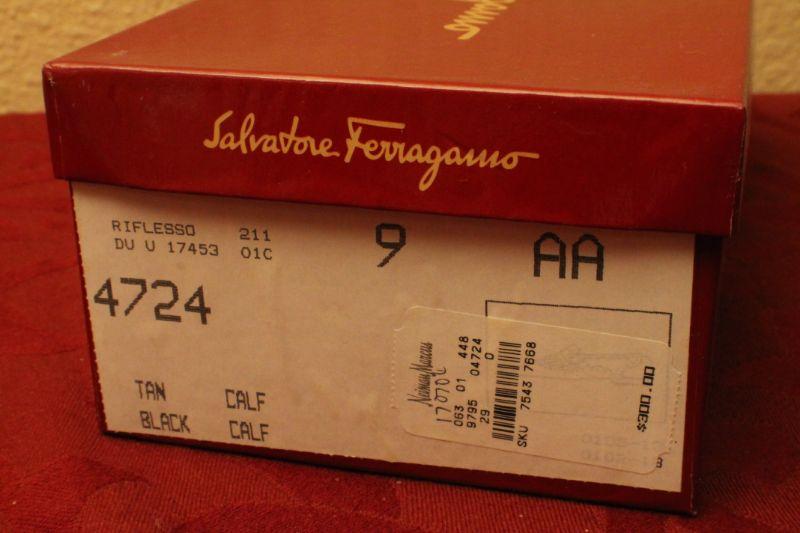 Salvatore Ferragamo
RIFLESSO 211
DU U 17453 01C
9
AA
4724
TAN CALF
BLACK CALF
Neiman Marcus
063 01 04724
448
9795 0
29
SKU 7543 7668
$300.00